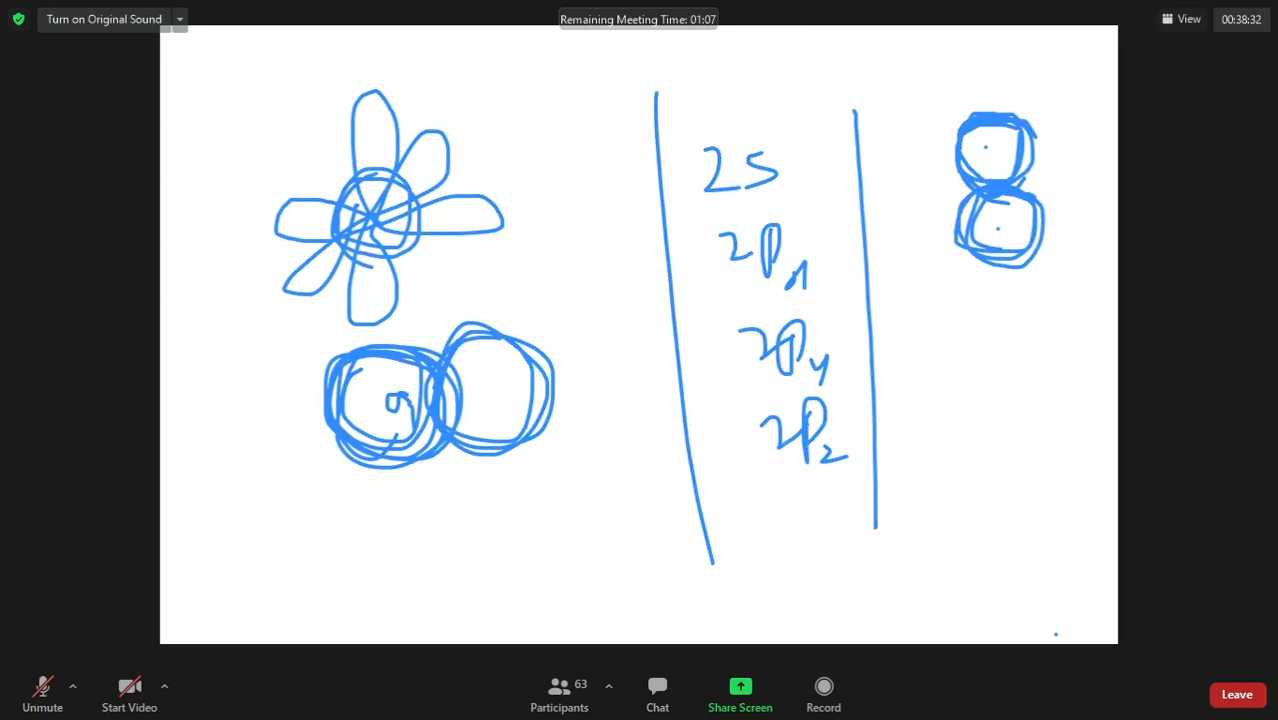 Turn on Original Sound
Remaining Meeting Time: 01:07
View
00:38:32
2s
2p
2py
2pz
Unmute
Start Video
63
Participants
Chat
Share Screen
Record
Leave